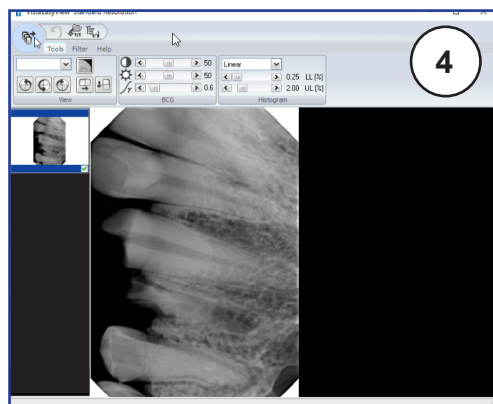 VistaEasyView Standard Resolution
Tools Filter Help
50
50
0.6
Linear
0.25 LL [%]
2.00 UL [%]
View
BCG
Histogram
4